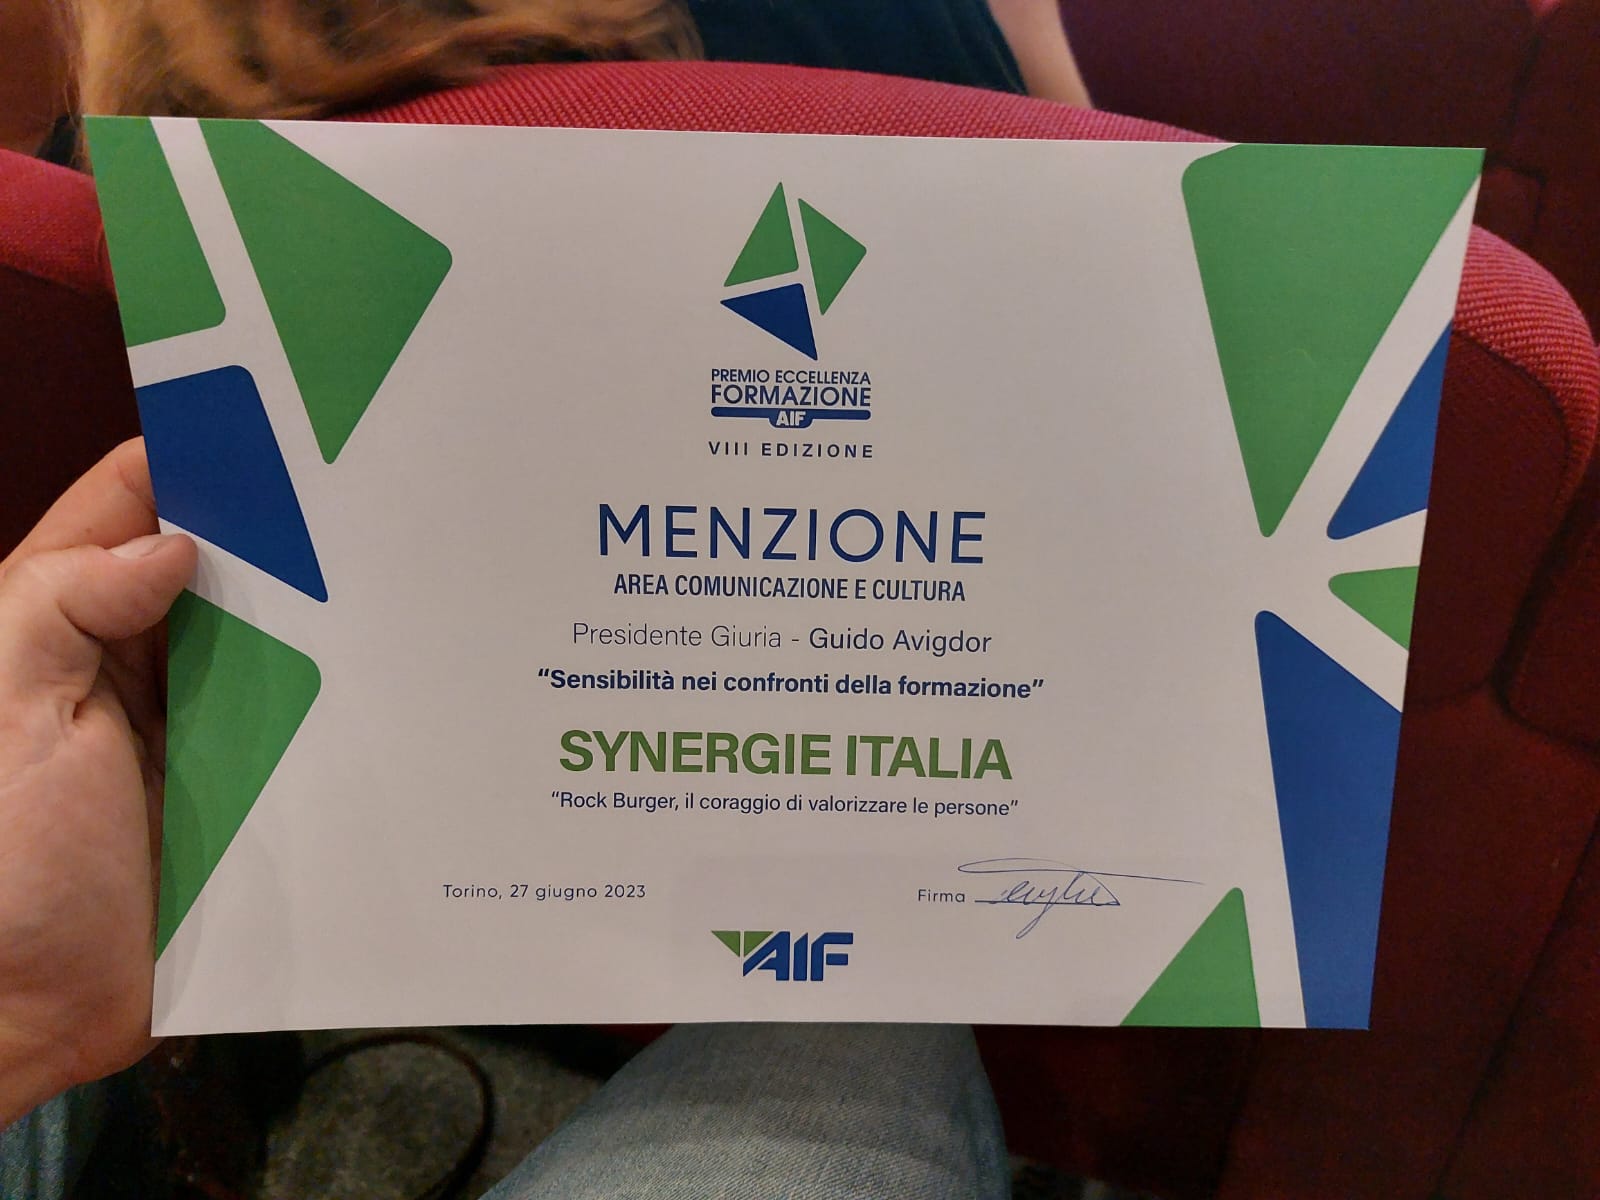 PREMIO ECCELLENZA
FORMAZIONE
AIF
VIII EDIZIONE
MENZIONE
AREA COMUNICAZIONE E CULTURA
Presidente Giuria - Guido Avigdor
“Sensibilità nei confronti della formazione”
SYNERGIE ITALIA
“Rock Burger, il coraggio di valorizzare le persone”
Torino, 27 giugno 2023
Firma
AIF